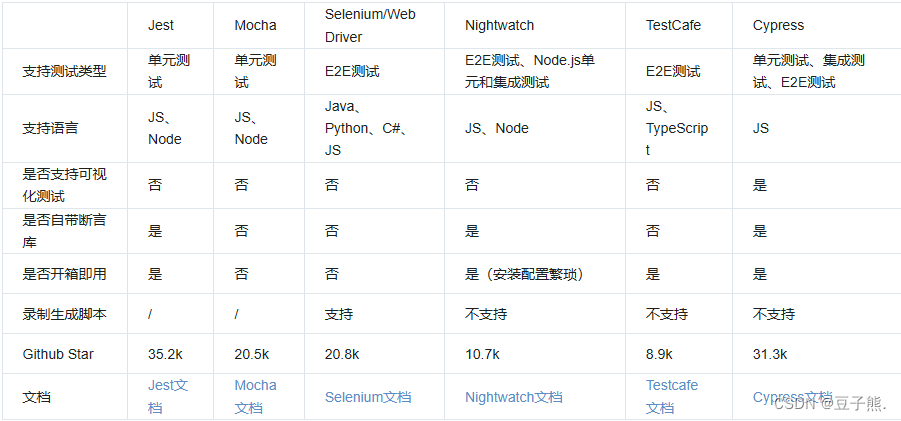 Jest Mocha Selenium/Web Driver Nightwatch TestCafe Cypress
支持测试类型 单元测试 单元测试 E2E测试 E2E测试、Node.js单元和集成测试 E2E测试 单元测试、集成测试、E2E测试
支持语言 JS、Node JS、Node Java、Python、C#、JS JS、Node JS、TypeScript JS
是否支持可视化测试 否 否 否 否 否 是
是否自带断言库 是 否 否 是 否 是
是否开箱即用 是 否 否 是（安装配置繁琐） 是 是
录制生成脚本 / / 支持 不支持 不支持 不支持
Github Star 35.2k 20.5k 20.8k 10.7k 8.9k 31.3k
文档 Jest文档 Mocha文档 Selenium文档 Nightwatch文档 Testcafe文档 Cypress文档
CSDN @豆子熊.